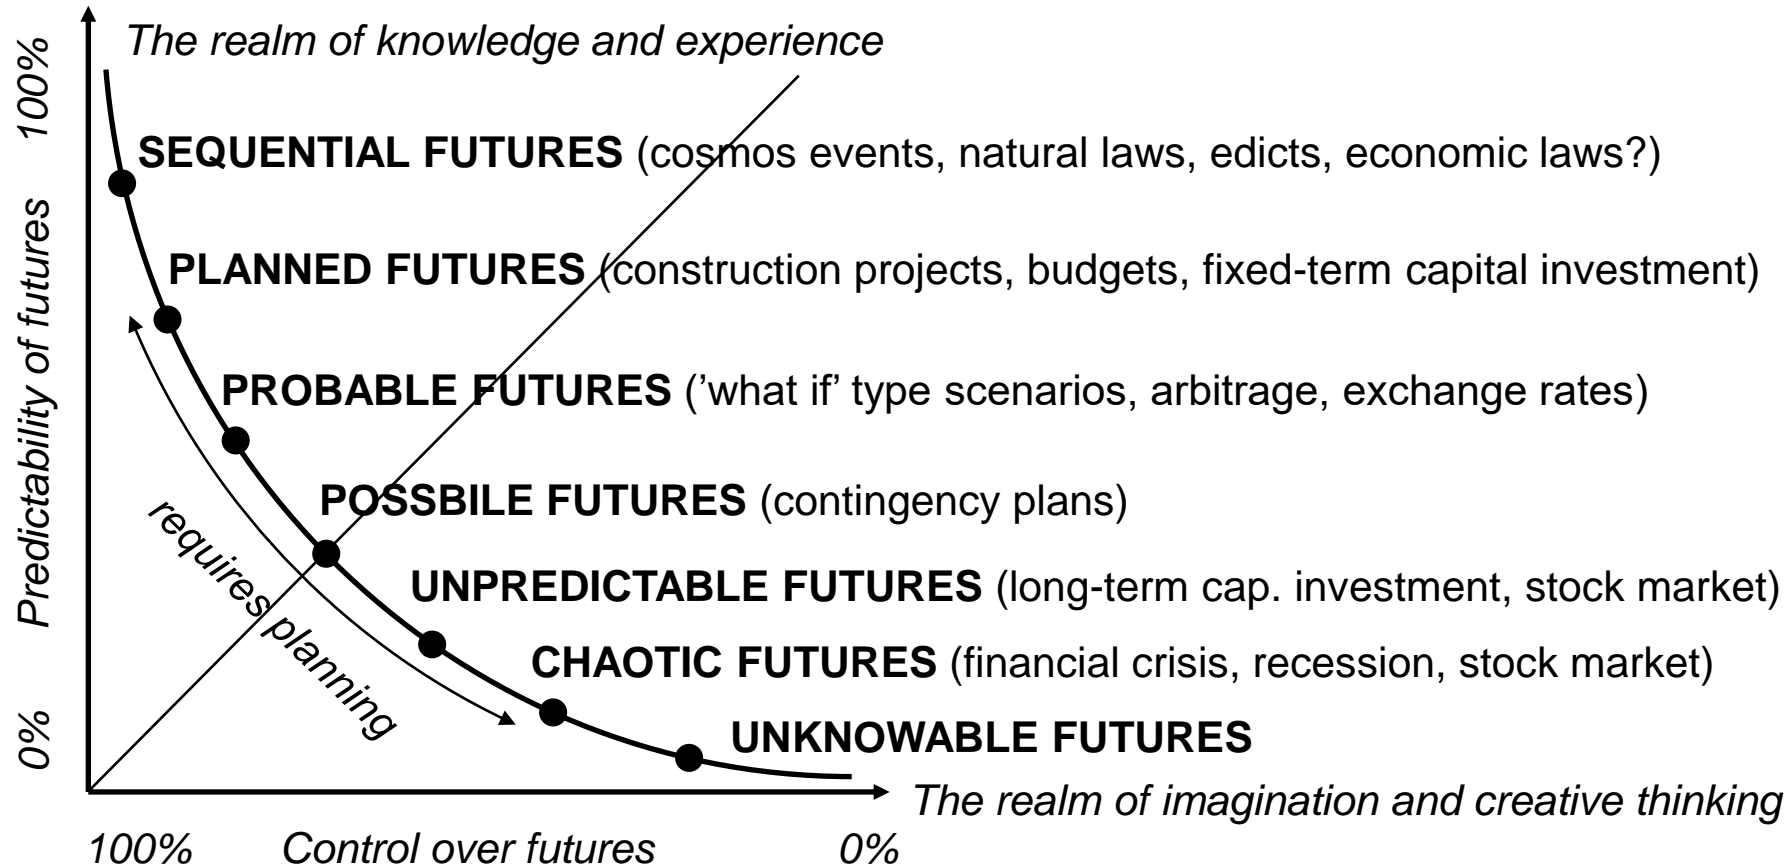 The realm of knowledge and experience
100%
SEQUENTIAL FUTURES (cosmos events, natural laws, edicts, economic laws?)
Predictability of futures
PLANNED FUTURES (construction projects, budgets, fixed-term capital investment)
PROBABLE FUTURES (’what if’ type scenarios, arbitrage, exchange rates)
POSSBILE FUTURES (contingency plans)
requires planning
UNPREDICTABLE FUTURES (long-term cap. investment, stock market)
CHAOTIC FUTURES (financial crisis, recession, stock market)
0%
UNKNOWABLE FUTURES
The realm of imagination and creative thinking
100% Control over futures 0%